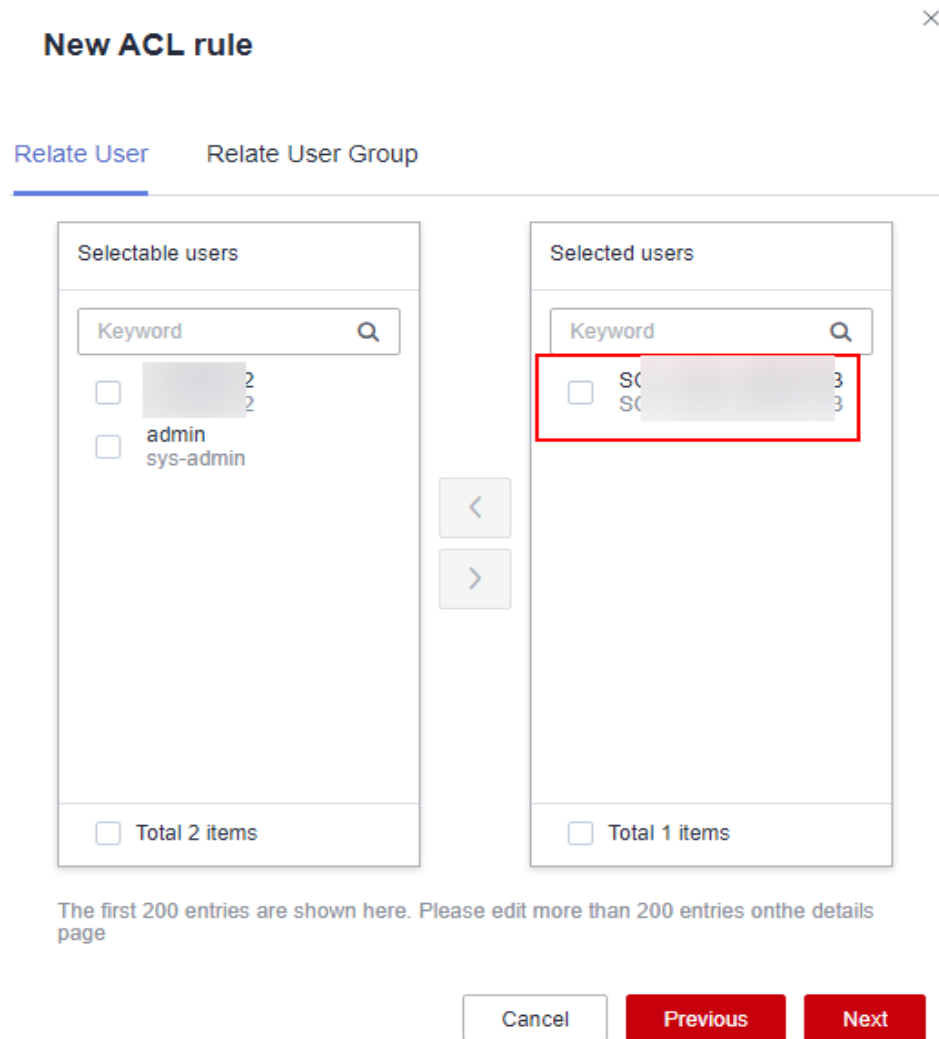 New ACL rule
Relate User
Relate User Group
Selectable users
Keyword
2
2
admin
sys-admin
Total 2 items
Selected users
Keyword
Total 1 items
The first 200 entries are shown here. Please edit more than 200 entries onthe details
page
Cancel
Previous
Next